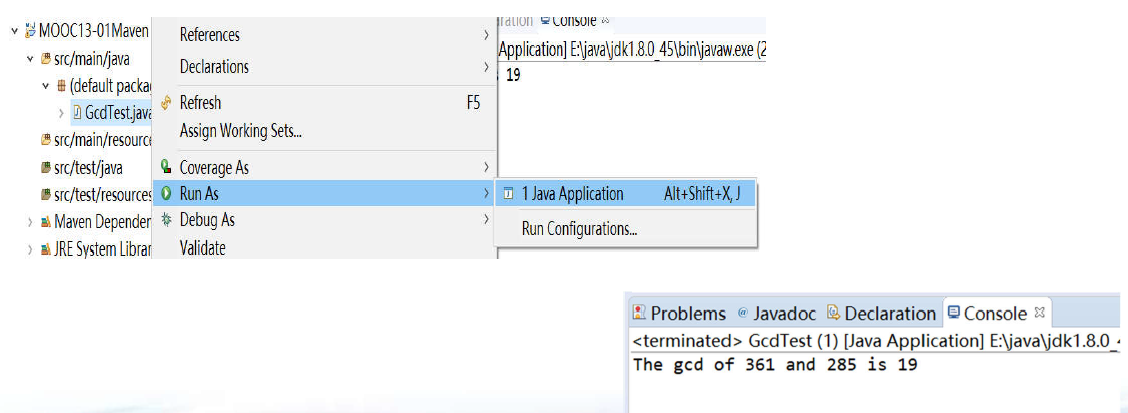 MOOC13-01Maven
src/main/java
(default packa
GcdTest.java
src/main/resource
src/test/java
src/test/resources
Maven Depender
JRE System Librar
References
Declarations
Refresh F5
Assign Working Sets...
Coverage As
Run As
Debug As
Validate
ration Console
Application] E:\java\jdk1.8.0_45\bin\javaw.exe (2
19
1 Java Application Alt+Shift+X, J
Run Configurations...
Problems @ Javadoc Declaration Console
<terminated> GcdTest (1) [Java Application] E:\java\jdk1.8.0_4
The gcd of 361 and 285 is 19